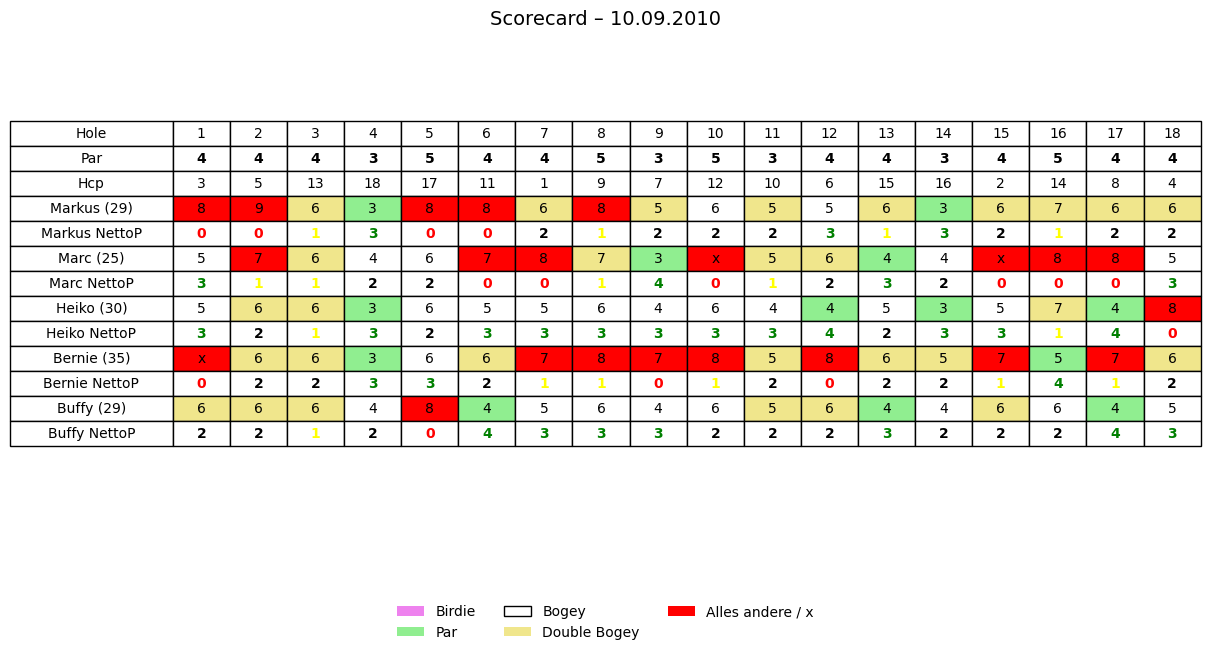 Scorecard – 10.09.2010
Hole 1 2 3 4 5 6 7 8 9 10 11 12 13 14 15 16 17 18
Par 4 4 4 3 5 4 4 5 3 5 3 4 4 3 4 5 4 4
Hcp 3 5 13 18 17 11 1 9 7 12 10 6 15 16 2 14 8 4
Markus (29) 8 9 6 3 8 8 6 8 5 6 5 5 6 3 6 7 6 6
Markus NettoP 0 0 1 3 0 0 2 1 2 2 2 3 1 3 2 1 2 2
Marc (25) 5 7 6 4 6 7 8 7 3 x 5 6 4 4 x 8 8 5
Marc NettoP 3 1 1 2 2 0 0 1 4 0 1 2 3 2 0 0 0 3
Heiko (30) 5 6 6 3 6 5 5 6 4 6 4 4 5 3 5 7 4 8
Heiko NettoP 3 2 1 3 2 3 3 3 3 3 3 4 2 3 3 1 4 0
Bernie (35) x 6 6 3 6 6 7 8 7 8 5 8 6 5 7 5 7 6
Bernie NettoP 0 2 2 3 3 2 1 1 0 1 2 0 2 2 1 4 1 2
Buffy (29) 6 6 6 4 8 4 5 6 4 6 5 6 4 4 6 6 4 5
Buffy NettoP 2 2 1 2 0 4 3 3 3 2 2 2 3 2 2 2 4 3
Birdie Bogey Alles andere / x
Par Double Bogey